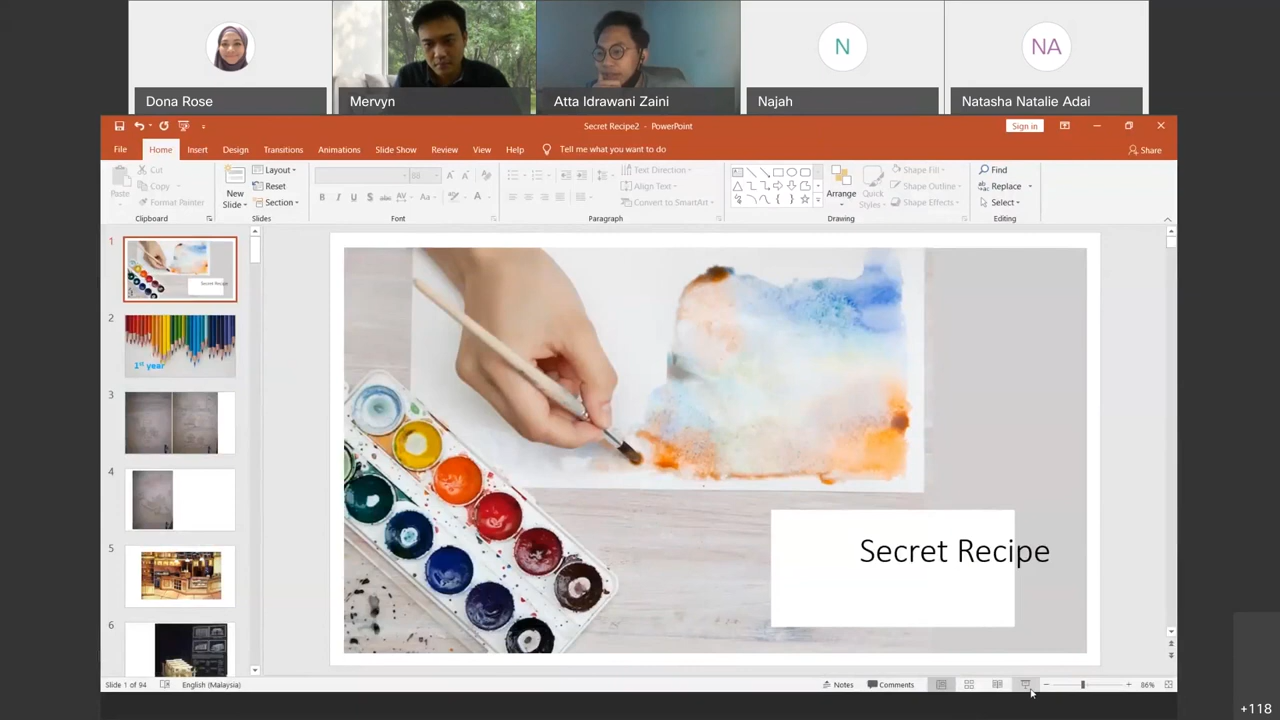 N
NA
Dona Rose
Mervyn
Atta Idrawani Zaini
Najah
Natasha Natalie Adai
Secret Recipe2 - PowerPoint
Sign in
File
Home
Insert
Design
Transitions
Animations
Slide Show
Review
View
Help
Tell me what you want to do
Share
Paste
Cut
Copy
Format Painter
Clipboard
New
Slide
Layout
Reset
Section
Slides
Font
Text Direction
Align Text
Convert to SmartArt
Paragraph
Arrange
Quick
Styles
Shape Fill
Shape Outline
Shape Effects
Drawing
Find
Replace
Select
Editing
1
2
1st year
3
4
5
6
Secret Recipe
Slide 1 of 94
English (Malaysia)
Notes
Comments
86%
+118